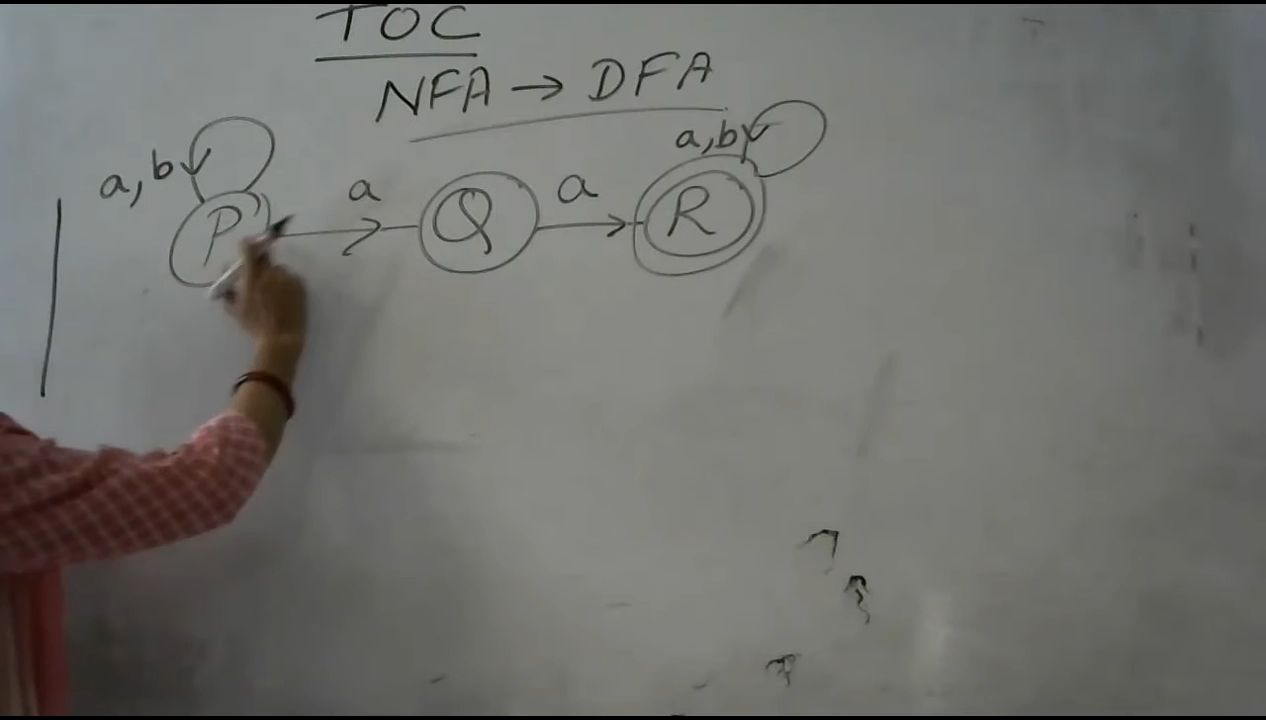 TOC
NFA → DFA
a, b
a
a
a, b
P
Q
R